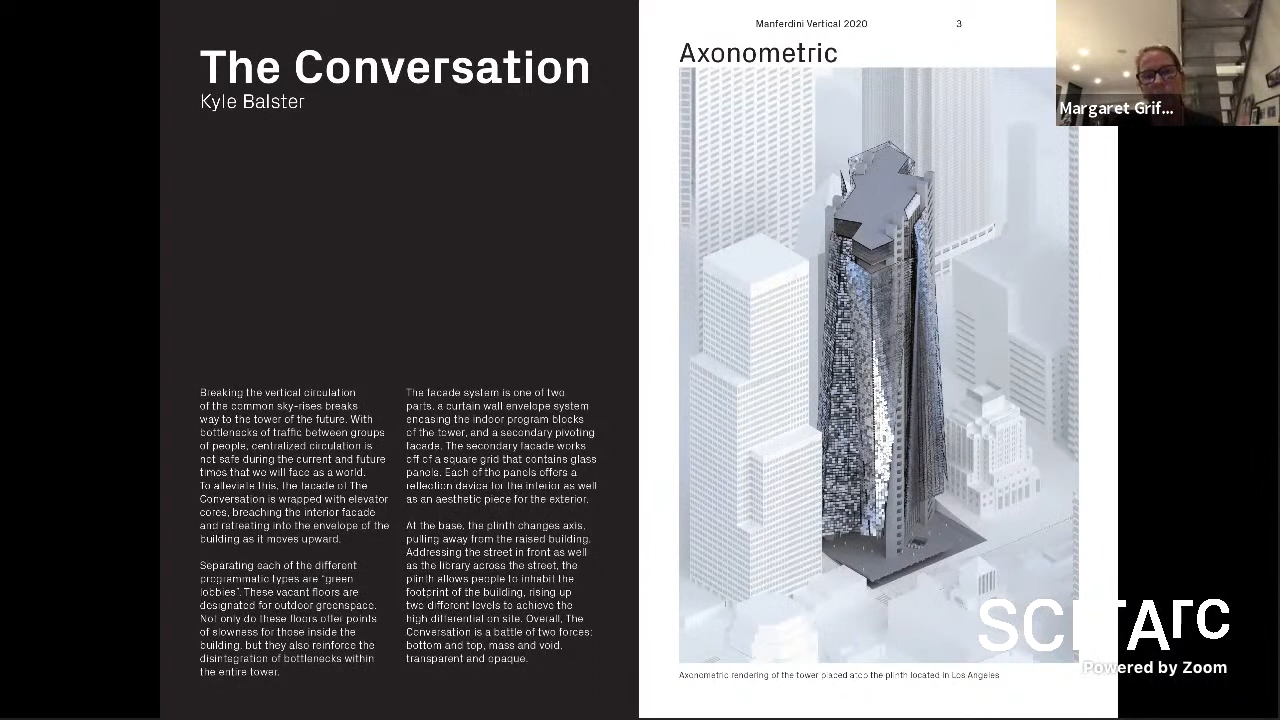 The Conversation
Kyle Balster
Breaking the vertical circulation
of the common sky-rises breaks
way to the tower of the future. With
bottlenecks of traffic between groups
of people, centralized circulation is
not safe during the current and future
times that we will face as a world.
To alleviate this, the facade of The
Conversation is wrapped with elevator
cores, breaching the interior facade
and retreating into the envelope of the
building as it moves upward.
Separating each of the different
programmatic types are "green
lobbies". These vacant floors are
designated for outdoor greenspace.
Not only do these floors offer points
of slowness for those inside the
building, but they also reinforce the
disintegration of bottlenecks within
the entire tower.
The facade system is one of two
parts, a curtain wall envelope system
encasing the indoor program blocks
of the tower, and a secondary pivoting
facade. The secondary facade works
off of a square grid that contains glass
panels. Each of the panels offers a
reflection device for the interior as well
as an aesthetic piece for the exterior.
At the base, the plinth changes axis,
pulling away from the raised building.
Addressing the street in front as well
as the library across the street, the
plinth allows people to inhabit the
footprint of the building, rising up
two different levels to achieve the
high differential on site. Overall, The
Conversation is a battle of two forces:
bottom and top, mass and void,
transparent and opaque.
Manferdini Vertical 2020 3
Axonometric
Axonometric rendering of the tower placed atop the plinth located in Los Angeles
Margaret Grif...
SCI-Arc
Powered by Zoom